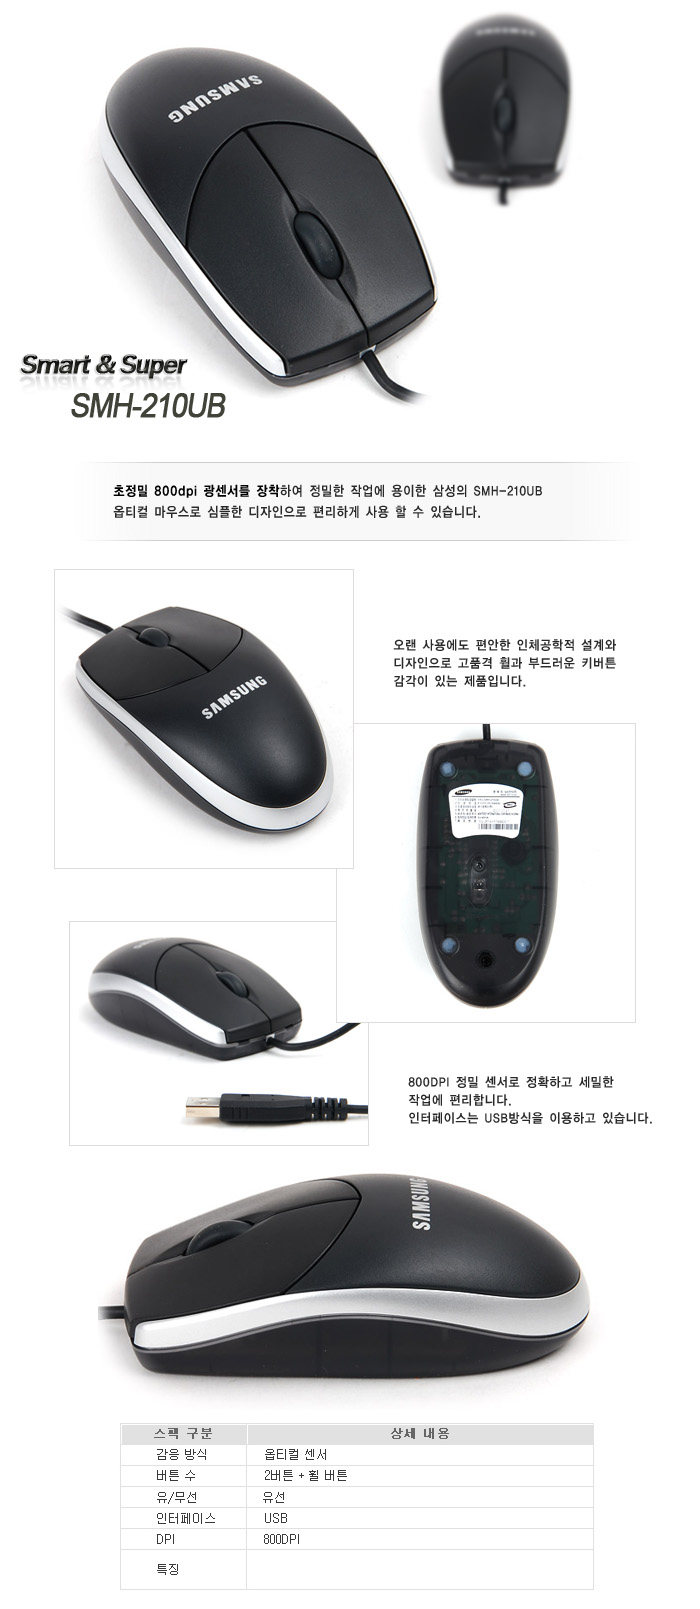 SAMSUNG
Smart & Super
SMH-210UB
초정밀 800dpi 광센서를 장착하여 정밀한 작업에 용이한 삼성의 SMH-210UB
옵티컬 마우스로 심플한 디자인으로 편리하게 사용 할 수 있습니다.
SAMSUNG
오랜 사용에도 편안한 인체공학적 설계와
디자인으로 고품격 휠과 부드러운 키버튼
감각이 있는 제품입니다.
SAMSUNG
800DPI 정밀 센서로 정확하고 세밀한
작업에 편리합니다.
인터페이스는 USB방식을 이용하고 있습니다.
SAMSUNG
스팩 구분 상세 내용
감응 방식 옵티컬 센서
버튼 수 2버튼 + 휠 버튼
유/무선 유선
인터페이스 USB
DPI 800DPI
특징